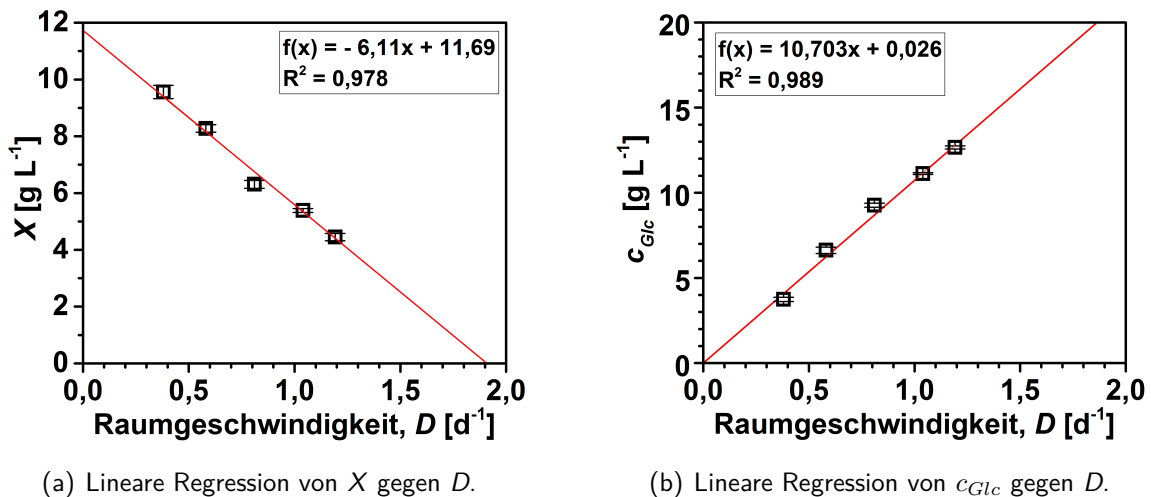 12
10
8
6
4
2
0
X [g L⁻¹]
f(x) = - 6,11x + 11,69
R² = 0,978
0,0 0,5 1,0 1,5 2,0
Raumgeschwindigkeit, D [d⁻¹]
(a) Lineare Regression von X gegen D.
20
15
10
5
0
c_Glc [g L⁻¹]
f(x) = 10,703x + 0,026
R² = 0,989
0,0 0,5 1,0 1,5 2,0
Raumgeschwindigkeit, D [d⁻¹]
(b) Lineare Regression von c_Glc gegen D.